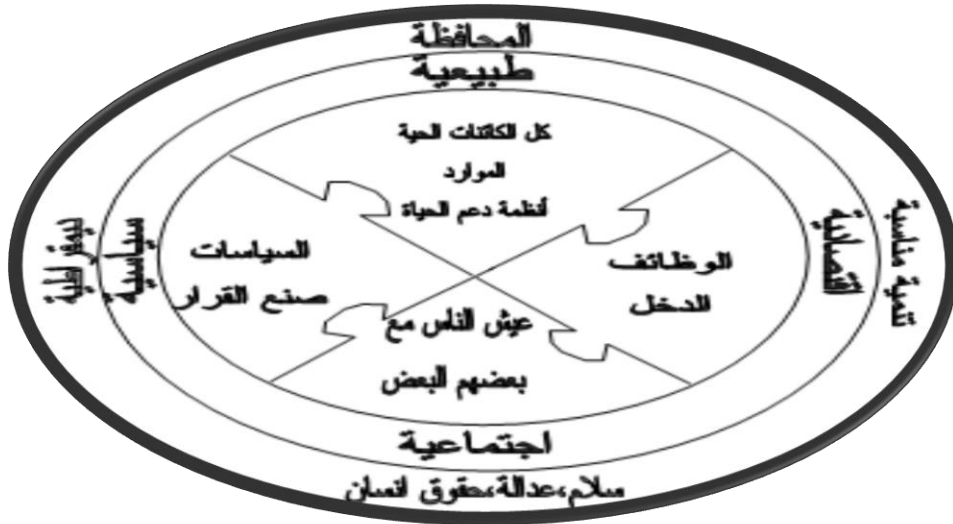 المحافظة
طبيعية
كل الكائنات الحية
الموارد
أنظمة دعم الحياة
تنمية مناسبة
اقتصادية
الوظائف
الدخل
السياسات
صنع القرار
سياسية
ديمقراطية
عيش الناس مع
بعضهم البعض
اجتماعية
سلام،عدالة،حقوق انسان